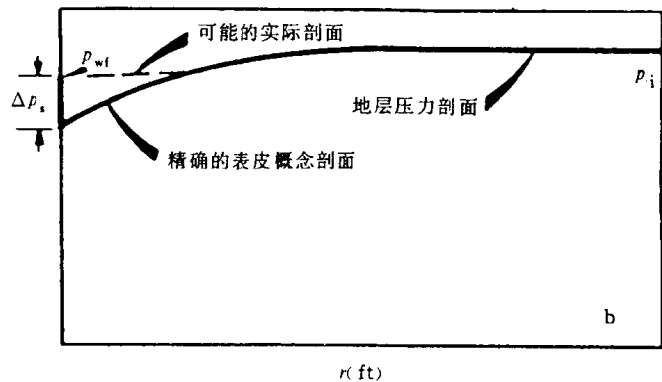 可能的实际剖面
p_wf
Δp_s
p_i
地层压力剖面
精确的表皮概念剖面
b
r(ft)